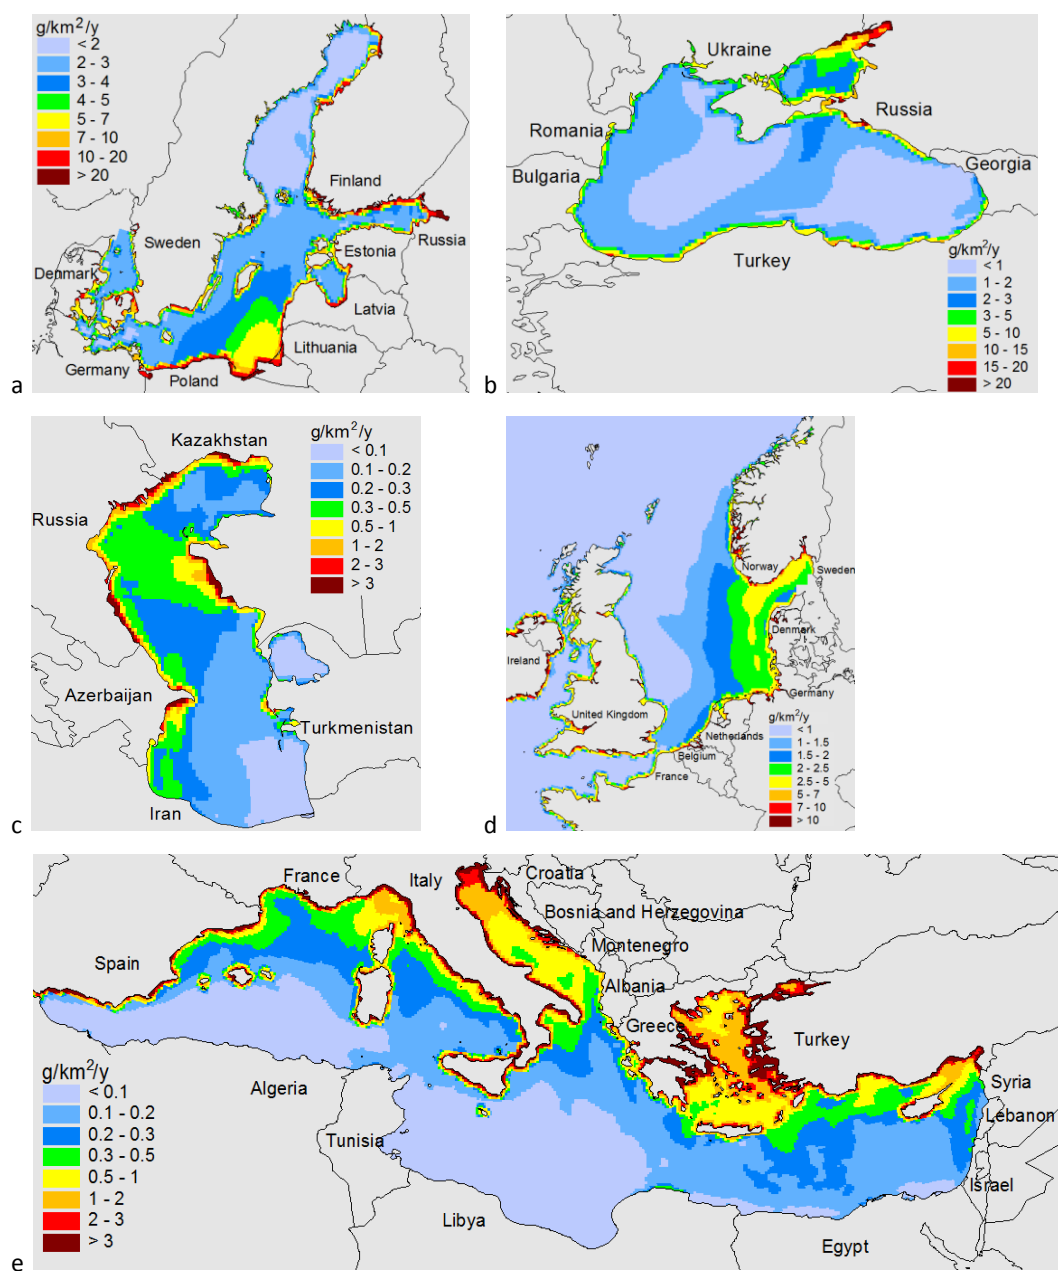 g/km²/y
< 2
2 - 3
3 - 4
4 - 5
5 - 7
7 - 10
10 - 20
> 20
Finland
Sweden
Russia
Denmark
Estonia
Latvia
Lithuania
Germany
Poland
a
Ukraine
Russia
Romania
Georgia
Bulgaria
Turkey
g/km²/y
< 1
1 - 2
2 - 3
3 - 5
5 - 10
10 - 15
15 - 20
> 20
b
Kazakhstan
g/km²/y
< 0.1
0.1 - 0.2
0.2 - 0.3
0.3 - 0.5
0.5 - 1
1 - 2
2 - 3
> 3
Russia
Azerbaijan
Turkmenistan
Iran
c
Norway
Sweden
Denmark
Ireland
Germany
United Kingdom
Netherlands
Belgium
France
g/km²/y
< 1
1 - 1.5
1.5 - 2
2 - 2.5
2.5 - 5
5 - 7
7 - 10
> 10
d
France
Italy
Croatia
Bosnia and Herzegovina
Montenegro
Spain
Albania
Greece
Turkey
Syria
Algeria
Lebanon
Tunisia
Israel
Libya
Egypt
g/km²/y
< 0.1
0.1 - 0.2
0.2 - 0.3
0.3 - 0.5
0.5 - 1
1 - 2
2 - 3
> 3
e